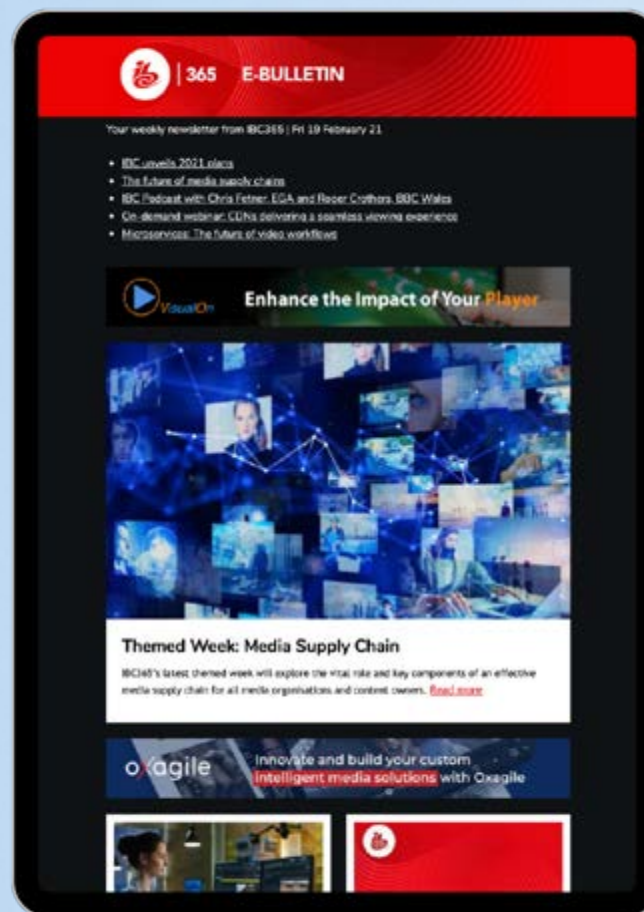 ibc | 365 E-BULLETIN
Your weekly newsletter from IBC365 | Fri 19 February 21
IBC unveils 2021 plans
The future of media supply chains
IBC Podcast with Chris Fetner, EGA and Roger Crothers, BBC Wales
On-demand webinar: CDNs delivering a seamless viewing experience
Microservices: The future of video workflows
VisualOn Enhance the Impact of Your Player
Themed Week: Media Supply Chain
IBC365's latest themed week will explore the vital role and key components of an effective
media supply chain for all media organisations and content owners. Read more
oxagile Innovate and build your custom
intelligent media solutions with Oxagile